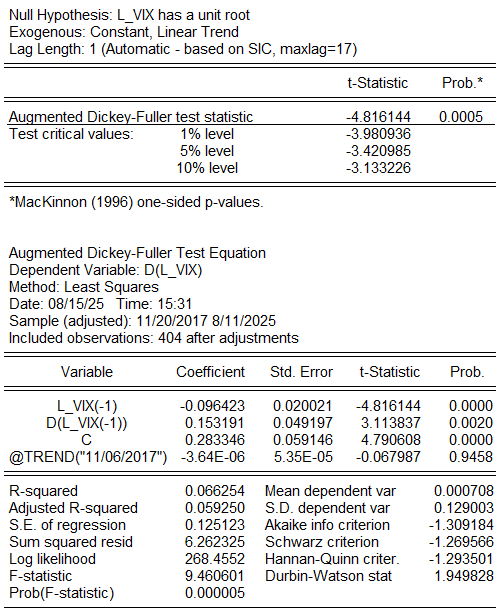 Null Hypothesis: L_VIX has a unit root
Exogenous: Constant, Linear Trend
Lag Length: 1 (Automatic - based on SIC, maxlag=17)
t-Statistic Prob.*
Augmented Dickey-Fuller test statistic -4.816144 0.0005
Test critical values: 1% level -3.980936
5% level -3.420985
10% level -3.133226
*MacKinnon (1996) one-sided p-values.
Augmented Dickey-Fuller Test Equation
Dependent Variable: D(L_VIX)
Method: Least Squares
Date: 08/15/25 Time: 15:31
Sample (adjusted): 11/20/2017 8/11/2025
Included observations: 404 after adjustments
Variable Coefficient Std. Error t-Statistic Prob.
L_VIX(-1) -0.096423 0.020021 -4.816144 0.0000
D(L_VIX(-1)) 0.153191 0.049197 3.113837 0.0020
C 0.283346 0.059146 4.790608 0.0000
@TREND("11/06/2017") -3.64E-06 5.35E-05 -0.067987 0.9458
R-squared 0.066254 Mean dependent var 0.000708
Adjusted R-squared 0.059250 S.D. dependent var 0.129003
S.E. of regression 0.125123 Akaike info criterion -1.309184
Sum squared resid 6.262325 Schwarz criterion -1.269566
Log likelihood 268.4552 Hannan-Quinn criter. -1.293501
F-statistic 9.460601 Durbin-Watson stat 1.949828
Prob(F-statistic) 0.000005